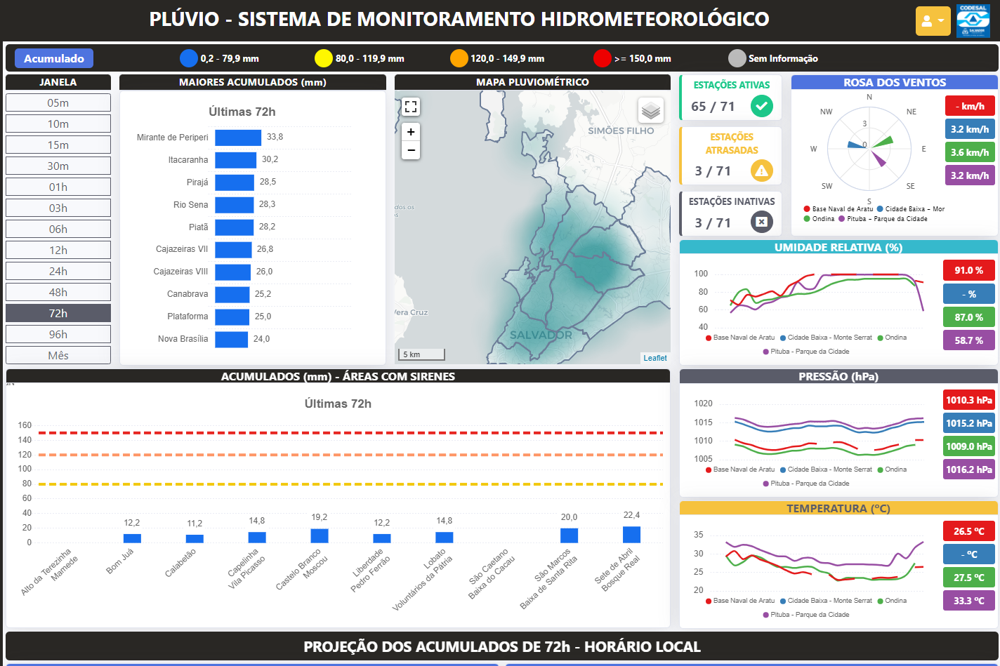 PLÚVIO - SISTEMA DE MONITORAMENTO HIDROMETEOROLÓGICO
CODESAL
SALVADOR
Acumulado
0,2 - 79,9 mm
80,0 - 119,9 mm
120,0 - 149,9 mm
>= 150,0 mm
Sem Informação
JANELA
05m
10m
15m
30m
01h
03h
06h
12h
24h
48h
72h
96h
Mês
MAIORES ACUMULADOS (mm)
Últimas 72h
Mirante de Periperi 33,8
Itacaranha 30,2
Pirajá 28,5
Rio Sena 28,3
Piatã 28,2
Cajazeiras VII 26,8
Cajazeiras VIII 26,0
Canabrava 25,2
Plataforma 25,0
Nova Brasília 24,0
MAPA PLUVIOMÉTRICO
+
−
SIMÕES FILHO
dos os
os
Vera Cruz
SALVADOR
5 km
Leaflet
ESTAÇÕES ATIVAS
65 / 71
ESTAÇÕES
ATRASADAS
3 / 71
ESTAÇÕES INATIVAS
3 / 71
ROSA DOS VENTOS
N
NW
NE
3
0
W
E
SW
SE
S
- km/h
3.2 km/h
3.6 km/h
3.2 km/h
Base Naval de Aratu Cidade Baixa - Mor
Ondina Pituba - Parque da Cidade
UMIDADE RELATIVA (%)
100
80
60
40
91.0 %
- %
87.0 %
58.7 %
Base Naval de Aratu Cidade Baixa - Monte Serrat Ondina
Pituba - Parque da Cidade
ACUMULADOS (mm) - ÁREAS COM SIRENES
Últimas 72h
160
140
120
100
80
60
40
20
0
12,2
11,2
14,8
19,2
12,2
14,8
20,0
22,4
Alto da Terezinha
Mamede
Bom Juá
Calabetão
Capelinha
Vila Picasso
Castelo Branco
Moscou
Liberdade
Pedro Ferrão
Lobato
Voluntários da Pátria
São Caetano
Baixa do Cacau
São Marcos
Baixa de Santa Rita
Sete de Abril
Bosque Real
PRESSÃO (hPa)
1020
1015
1010
1005
1010.3 hPa
1015.2 hPa
1009.0 hPa
1016.2 hPa
Base Naval de Aratu Cidade Baixa - Monte Serrat Ondina
Pituba - Parque da Cidade
TEMPERATURA (ºC)
35
30
25
20
26.5 ºC
- ºC
27.5 ºC
33.3 ºC
Base Naval de Aratu Cidade Baixa - Monte Serrat Ondina
Pituba - Parque da Cidade
PROJEÇÃO DOS ACUMULADOS DE 72h - HORÁRIO LOCAL